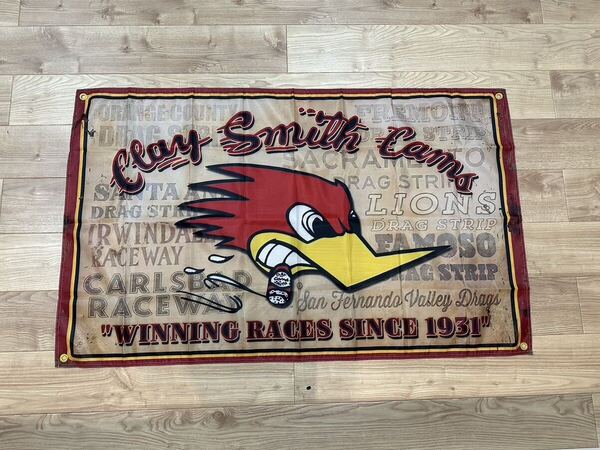 ORANGE COUNTY
DRAG
FREMONT
DRAG STRIP
Clay Smith Cams
SACRAMENTO
DRAG STRIP
SANTA ANA
DRAG STRIP
LIONS
DRAG STRIP
IRWINDALE
RACEWAY
FAMOSO
DRAG STRIP
CARLSBAD
RACEWAY
San Fernando Valley Drags
"WINNING RACES SINCE 1931"